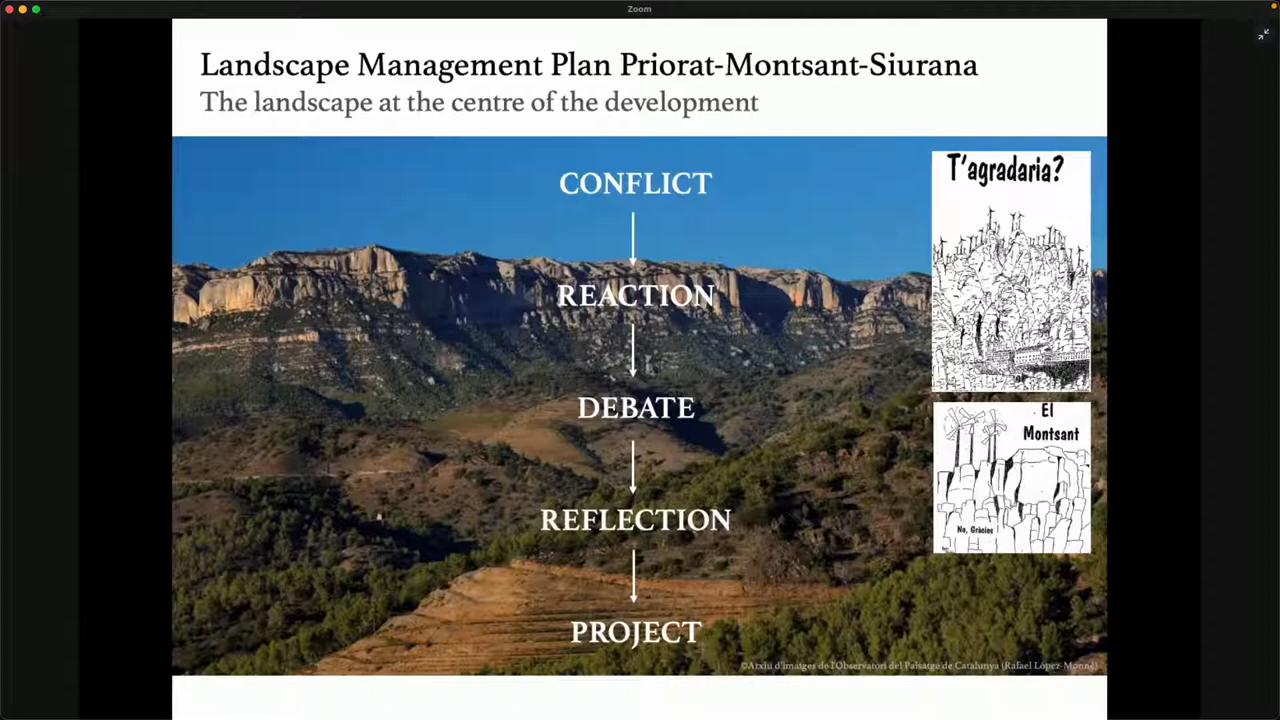 Zoom
Landscape Management Plan Priorat-Montsant-Siurana
The landscape at the centre of the development
CONFLICT
REACTION
DEBATE
REFLECTION
PROJECT
T'agradaria?
El
Montsant
No, Gràcies
©Arxiu d'imatges de l'Observatori del Paisatge de Catalunya (Rafael López-Monné)